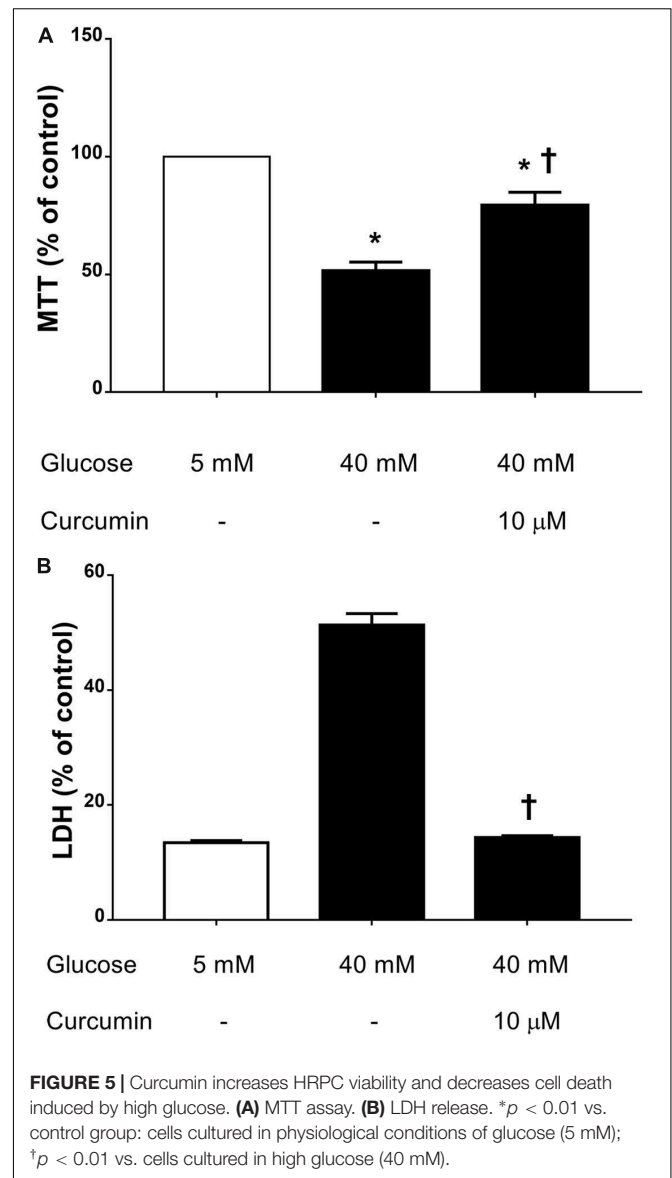 A
150
100
50
0
MTT (% of control)
*
* †
Glucose 5 mM 40 mM 40 mM
Curcumin - - 10 μM
B
60
40
20
0
LDH (% of control)
†
Glucose 5 mM 40 mM 40 mM
Curcumin - - 10 μM
FIGURE 5 | Curcumin increases HRPC viability and decreases cell death
induced by high glucose. (A) MTT assay. (B) LDH release. *p < 0.01 vs.
control group: cells cultured in physiological conditions of glucose (5 mM);
†p < 0.01 vs. cells cultured in high glucose (40 mM).